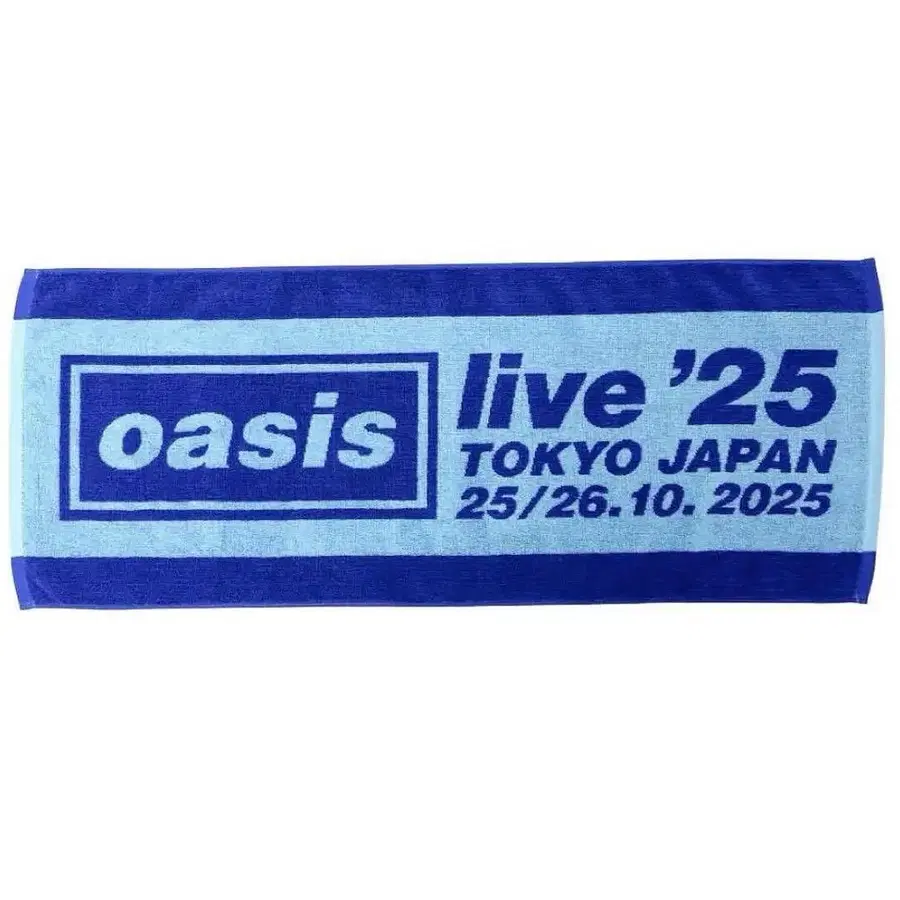 oasis
live ’25
TOKYO JAPAN
25/26.10. 2025